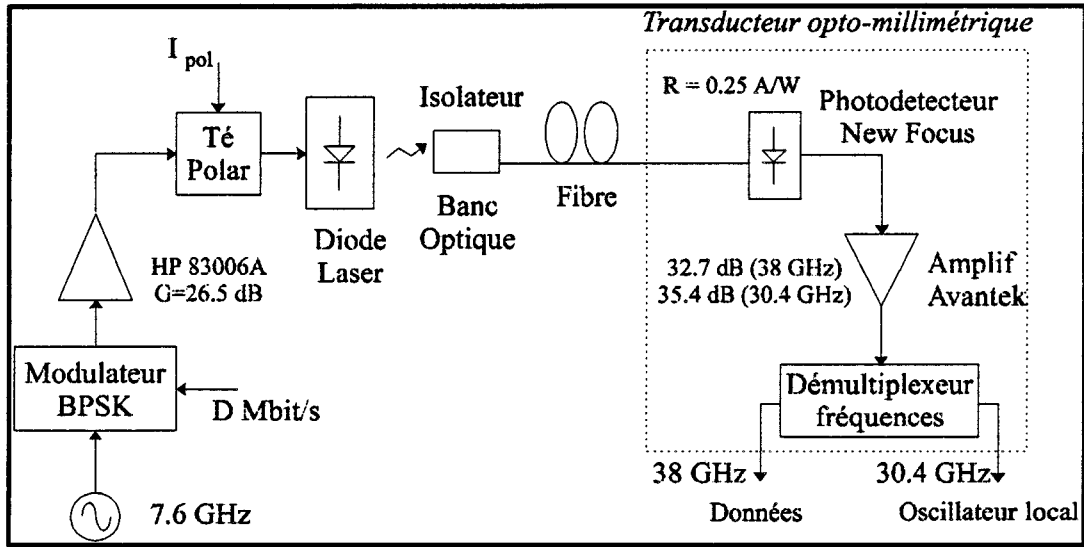 Transducteur opto-millimétrique
I pol
R = 0.25 A/W
Isolateur
Photodetecteur
New Focus
Té
Polar
Banc
Optique
Fibre
Diode
Laser
HP 83006A
G=26.5 dB
32.7 dB (38 GHz)
35.4 dB (30.4 GHz)
Amplif
Avantek
Modulateur
BPSK
D Mbit/s
Démultiplexeur
fréquences
38 GHz
30.4 GHz
7.6 GHz
Données
Oscillateur local